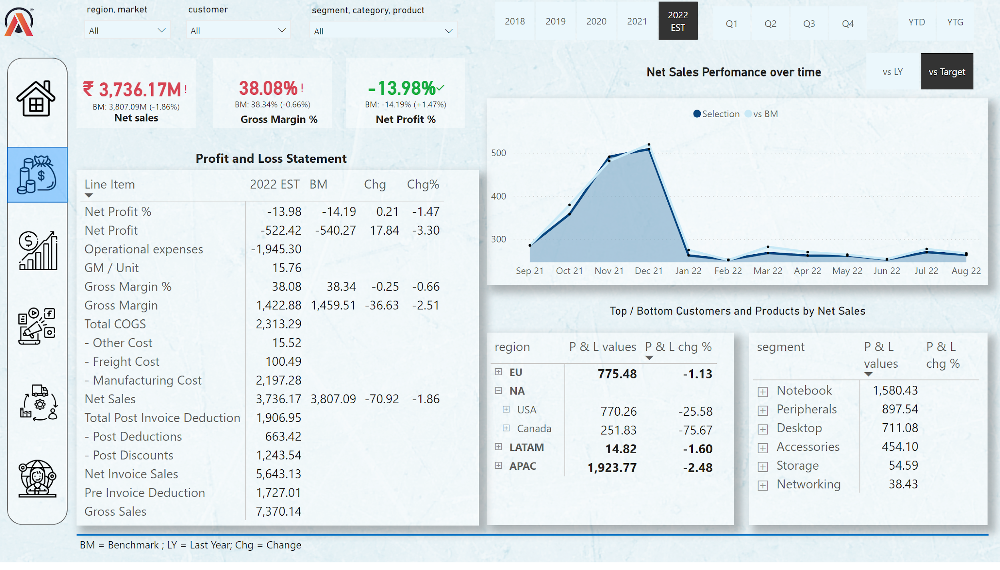 region, market
customer
segment, category, product
All
All
All
2018
2019
2020
2021
2022
EST
Q1
Q2
Q3
Q4
YTD
YTG
₹ 3,736.17M !
BM: 3,807.09M (-1.86%)
Net sales
38.08% !
BM: 38.34% (-0.66%)
Gross Margin %
-13.98%
BM: -14.19% (+1.47%)
Net Profit %
Net Sales Perfomance over time
vs LY
vs Target
Selection
vs BM
500
400
300
Sep 21 Oct 21 Nov 21 Dec 21 Jan 22 Feb 22 Mar 22 Apr 22 May 22 Jun 22 Jul 22 Aug 22
Profit and Loss Statement
Line Item 2022 EST BM Chg Chg%
Net Profit % -13.98 -14.19 0.21 -1.47
Net Profit -522.42 -540.27 17.84 -3.30
Operational expenses -1,945.30
GM / Unit 15.76
Gross Margin % 38.08 38.34 -0.25 -0.66
Gross Margin 1,422.88 1,459.51 -36.63 -2.51
Total COGS 2,313.29
- Other Cost 15.52
- Freight Cost 100.49
- Manufacturing Cost 2,197.28
Net Sales 3,736.17 3,807.09 -70.92 -1.86
Total Post Invoice Deduction 1,906.95
- Post Deductions 663.42
- Post Discounts 1,243.54
Net Invoice Sales 5,643.13
Pre Invoice Deduction 1,727.01
Gross Sales 7,370.14
Top / Bottom Customers and Products by Net Sales
region P & L values P & L chg %
EU 775.48 -1.13
NA
USA 770.26 -25.58
Canada 251.83 -75.67
LATAM 14.82 -1.60
APAC 1,923.77 -2.48
segment P & L values P & L chg %
Notebook 1,580.43
Peripherals 897.54
Desktop 711.08
Accessories 454.10
Storage 54.59
Networking 38.43
BM = Benchmark ; LY = Last Year; Chg = Change